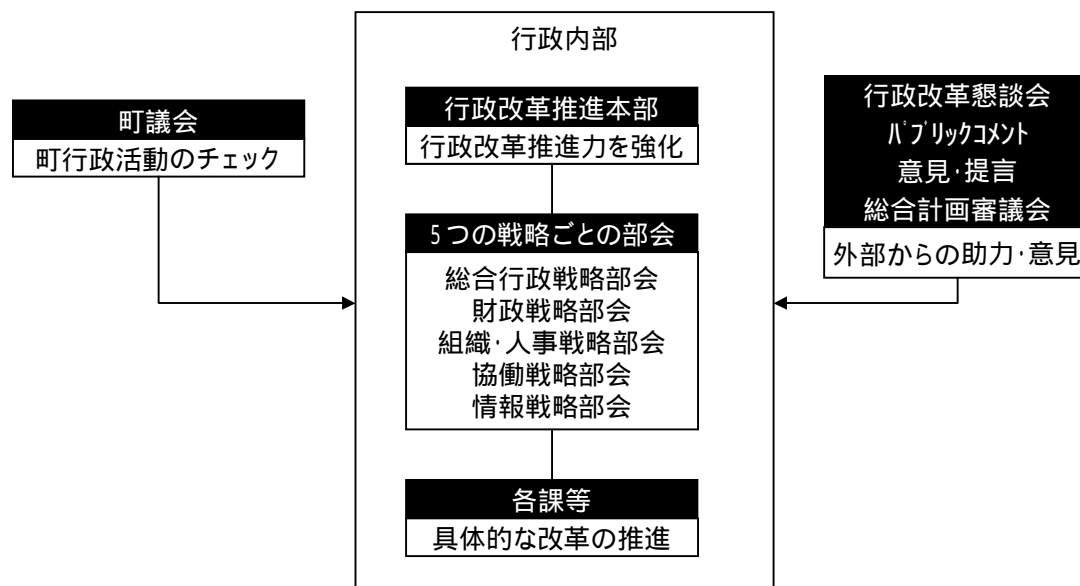 行政内部
町議会
町行政活動のチェック
行政改革推進本部
行政改革推進力を強化
5つの戦略ごとの部会
総合行政戦略部会
財政戦略部会
組織･人事戦略部会
協働戦略部会
情報戦略部会
各課等
具体的な改革の推進
行政改革懇談会
ﾊﾟﾌﾞﾘｯｸｺﾒﾝﾄ
意見･提言
総合計画審議会
外部からの助力･意見